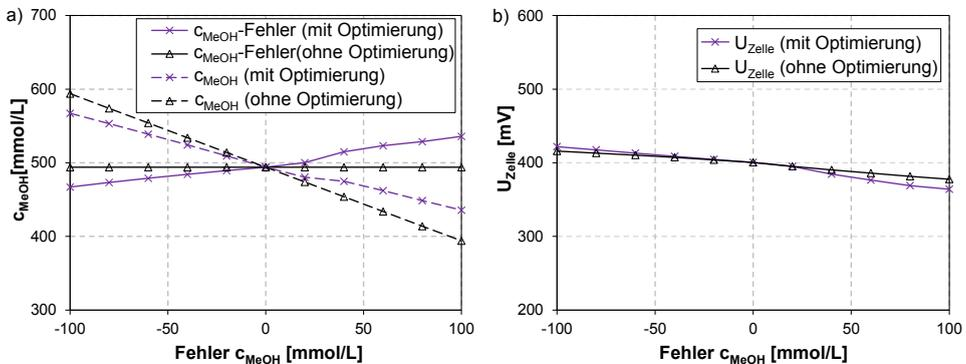 a)
700
600
500
400
300
c_MeOH [mmol/L]
c_MeOH-Fehler (mit Optimierung)
c_MeOH-Fehler(ohne Optimierung)
c_MeOH (mit Optimierung)
c_MeOH (ohne Optimierung)
-100
-50
0
50
100
Fehler c_MeOH [mmol/L]
b)
600
500
400
300
200
U_Zelle [mV]
U_Zelle (mit Optimierung)
U_Zelle (ohne Optimierung)
-100
-50
0
50
100
Fehler c_MeOH [mmol/L]